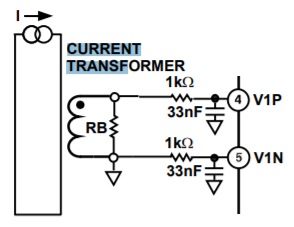 I
CURRENT
TRANSFORMER
1kΩ
33nF
4 V1P
RB
1kΩ
33nF
5 V1N